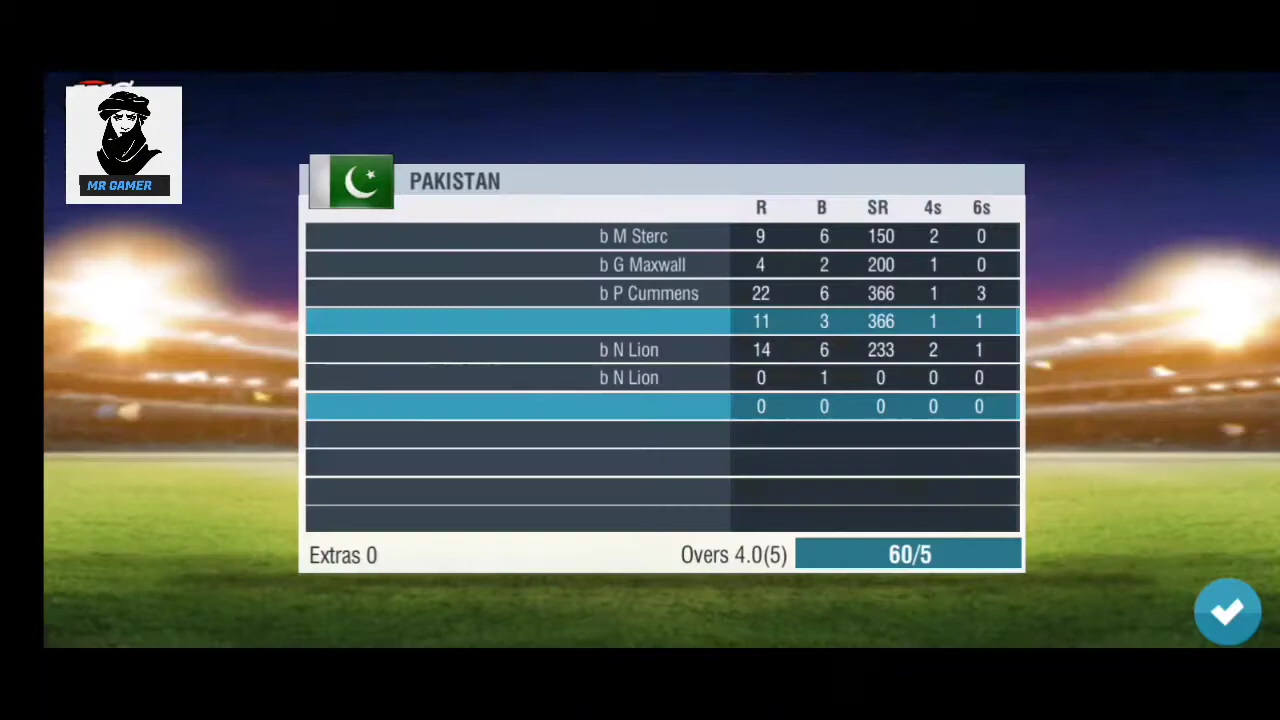 MR GAMER
PAKISTAN
R B SR 4s 6s
b M Sterc 9 6 150 2 0
b G Maxwall 4 2 200 1 0
b P Cummens 22 6 366 1 3
11 3 366 1 1
b N Lion 14 6 233 2 1
b N Lion 0 1 0 0 0
0 0 0 0 0
Extras 0 Overs 4.0(5) 60/5